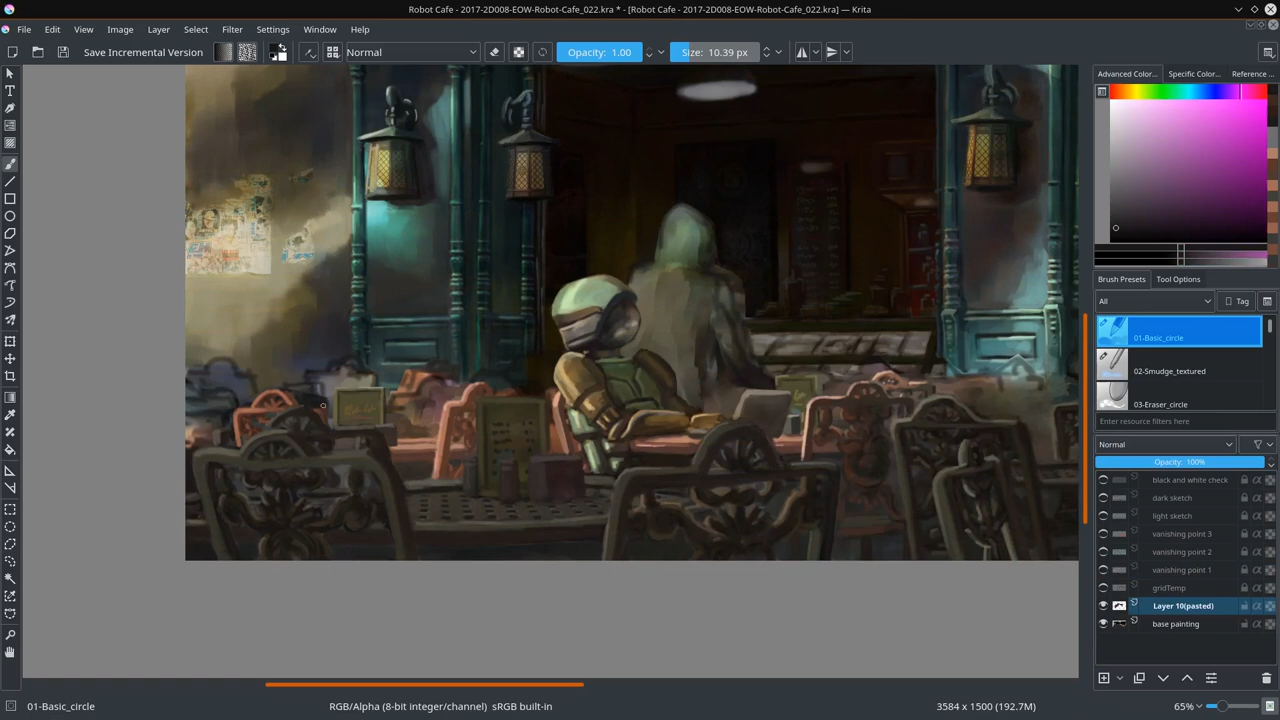 Robot Cafe - 2017-2D008-EOW-Robot-Cafe_022.kra * - [Robot Cafe - 2017-2D008-EOW-Robot-Cafe_022.kra] — Krita
File Edit View Image Layer Select Filter Settings Tools Window Help
Save Incremental Version
Normal
Opacity: 1.00
Size: 10.39 px
Advanced Color... Specific Color... Reference ...
Brush Presets Tool Options
All
Tag
01-Basic_circle
02-Smudge_textured
03-Eraser_circle
Enter resource filters here
Normal
Opacity: 100%
black and white check
dark sketch
light sketch
vanishing point 3
vanishing point 2
vanishing point 1
gridTemp
Layer 10(pasted)
base painting
01-Basic_circle
RGB/Alpha (8-bit integer/channel) sRGB built-in
3584 x 1500 (192.7M)
65%